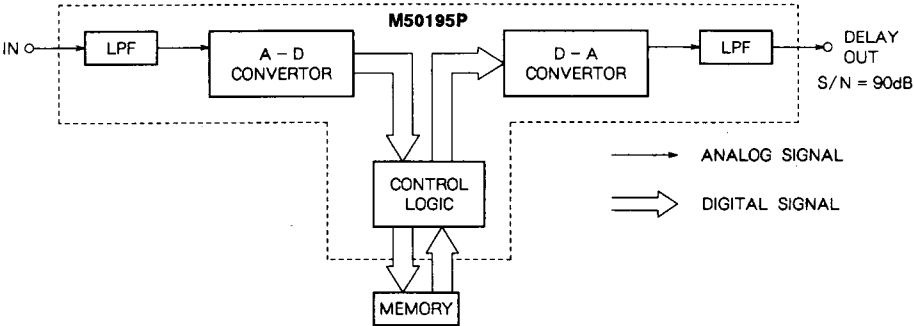 M50195P
IN
LPF
A – D
CONVERTOR
D – A
CONVERTOR
LPF
DELAY
OUT
S/N = 90dB
CONTROL
LOGIC
MEMORY
ANALOG SIGNAL
DIGITAL SIGNAL